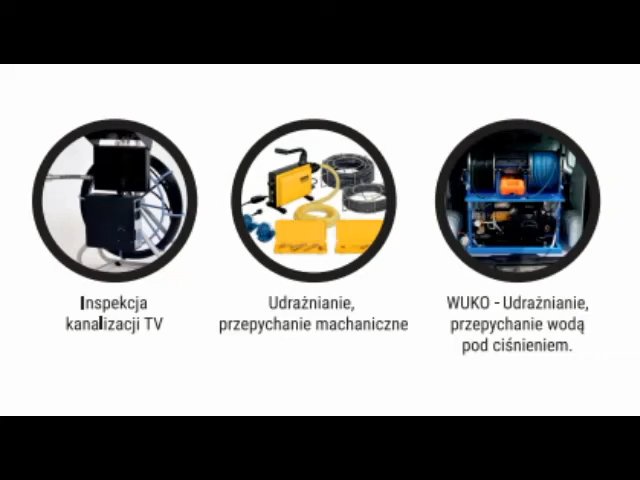 Inspekcja
kanalizacji TV
Udrażnianie,
przepychanie machaniczne
WUKO - Udrażnianie,
przepychanie wodą
pod ciśnieniem.